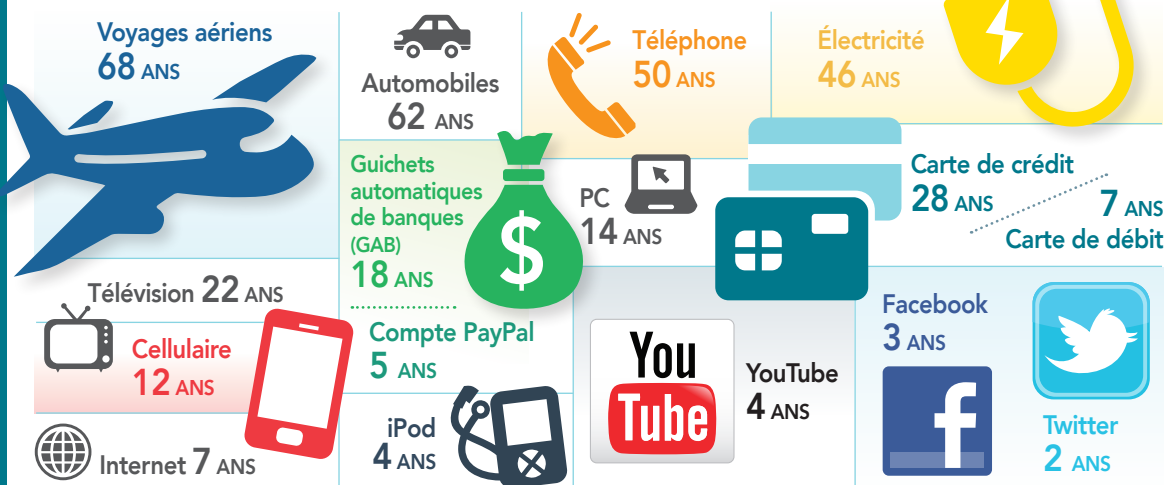 Voyages aériens
68 ANS
Automobiles
62 ANS
Téléphone
50 ANS
Électricité
46 ANS
Guichets
automatiques
de banques
(GAB)
18 ANS
$
PC
14 ANS
Carte de crédit
28 ANS
7 ANS
Carte de débit
Télévision 22 ANS
Cellulaire
12 ANS
Internet 7 ANS
Compte PayPal
5 ANS
iPod
4 ANS
You
Tube
YouTube
4 ANS
Facebook
3 ANS
f
Twitter
2 ANS